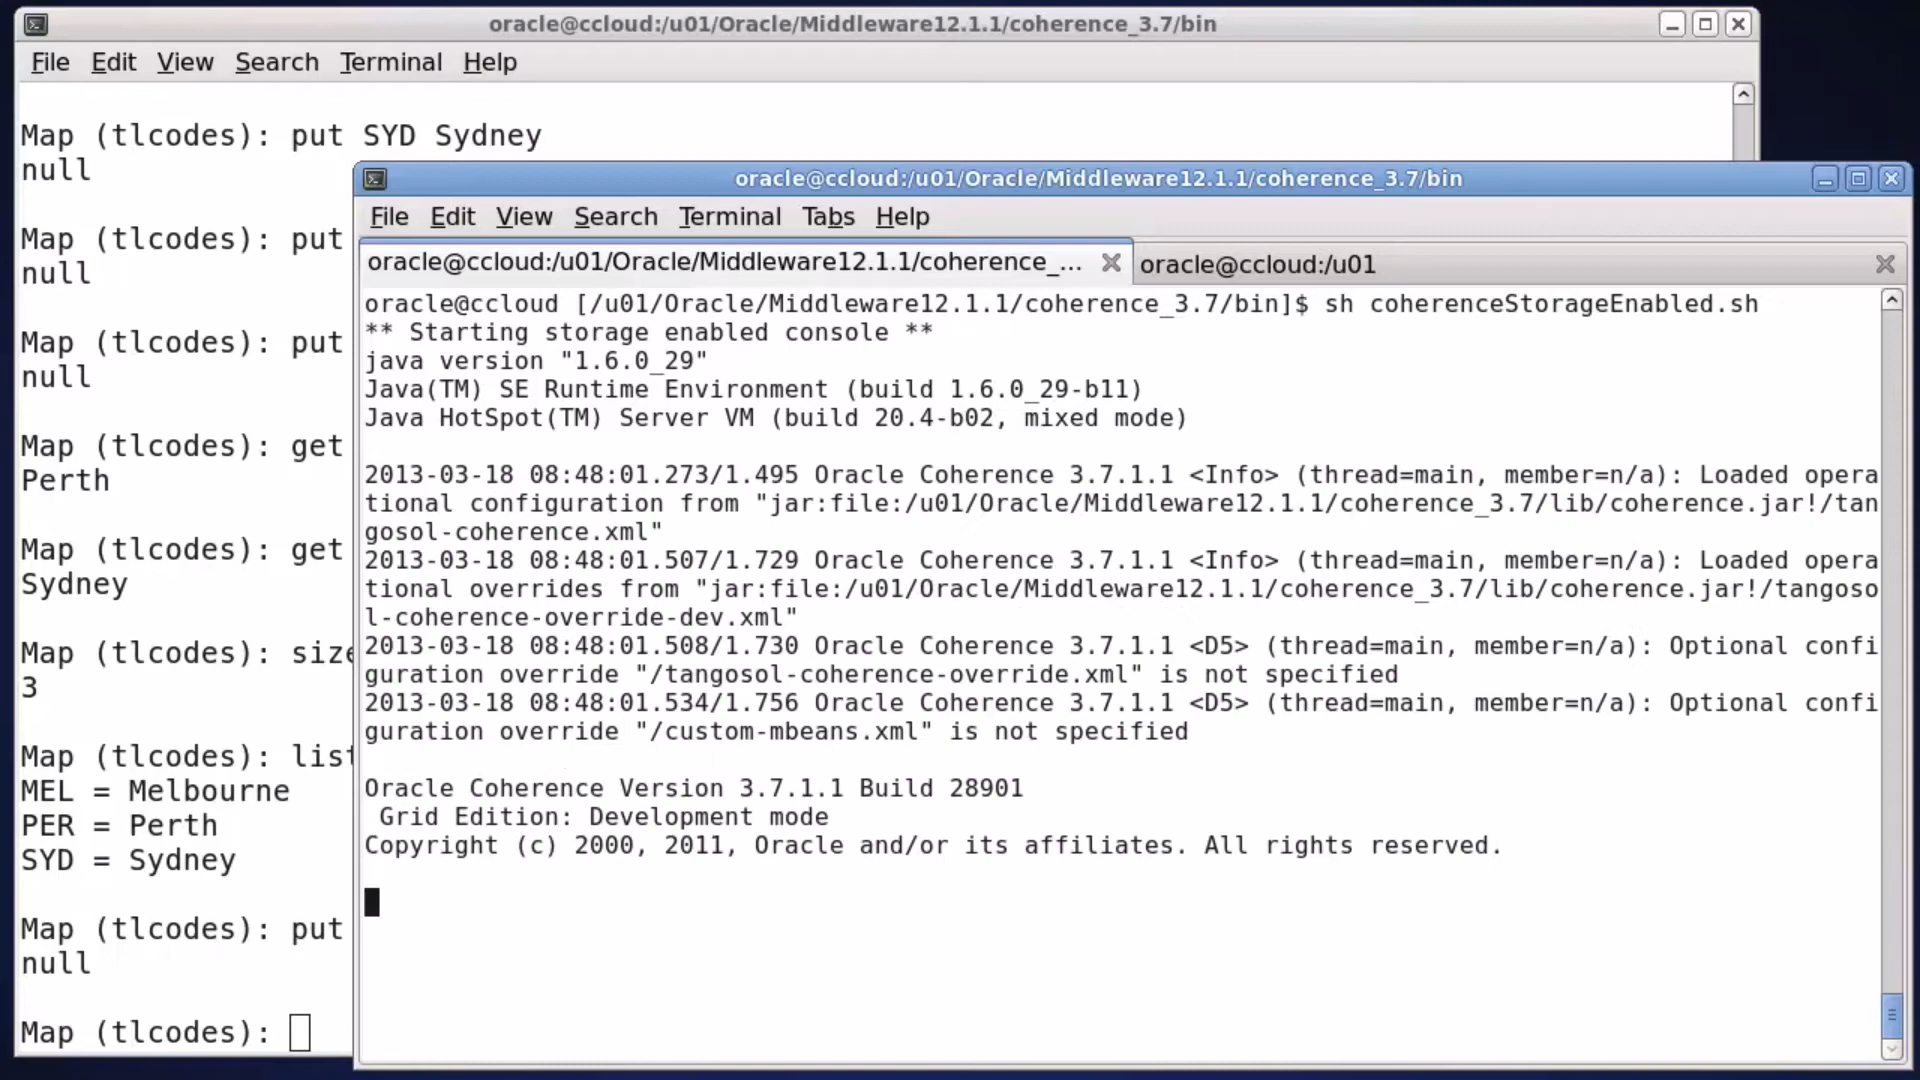 oracle@ccloud:/u01/Oracle/Middleware12.1.1/coherence_3.7/bin
File Edit View Search Terminal Help
Map (tlcodes): put SYD Sydney
null
Map (tlcodes): put
null
Map (tlcodes): put
null
Map (tlcodes): get
Perth
Map (tlcodes): get
Sydney
Map (tlcodes): size
3
Map (tlcodes): list
MEL = Melbourne
PER = Perth
SYD = Sydney
Map (tlcodes): put
null
Map (tlcodes):
oracle@ccloud:/u01/Oracle/Middleware12.1.1/coherence_3.7/bin
File Edit View Search Terminal Tabs Help
oracle@ccloud:/u01/Oracle/Middleware12.1.1/coherence_... oracle@ccloud:/u01
oracle@ccloud [/u01/Oracle/Middleware12.1.1/coherence_3.7/bin]$ sh coherenceStorageEnabled.sh
** Starting storage enabled console **
java version "1.6.0_29"
Java(TM) SE Runtime Environment (build 1.6.0_29-b11)
Java HotSpot(TM) Server VM (build 20.4-b02, mixed mode)
2013-03-18 08:48:01.273/1.495 Oracle Coherence 3.7.1.1 <Info> (thread=main, member=n/a): Loaded opera
tional configuration from "jar:file:/u01/Oracle/Middleware12.1.1/coherence_3.7/lib/coherence.jar!/tan
gosol-coherence.xml"
2013-03-18 08:48:01.507/1.729 Oracle Coherence 3.7.1.1 <Info> (thread=main, member=n/a): Loaded opera
tional overrides from "jar:file:/u01/Oracle/Middleware12.1.1/coherence_3.7/lib/coherence.jar!/tangoso
l-coherence-override-dev.xml"
2013-03-18 08:48:01.508/1.730 Oracle Coherence 3.7.1.1 <D5> (thread=main, member=n/a): Optional confi
guration override "/tangosol-coherence-override.xml" is not specified
2013-03-18 08:48:01.534/1.756 Oracle Coherence 3.7.1.1 <D5> (thread=main, member=n/a): Optional confi
guration override "/custom-mbeans.xml" is not specified
Oracle Coherence Version 3.7.1.1 Build 28901
Grid Edition: Development mode
Copyright (c) 2000, 2011, Oracle and/or its affiliates. All rights reserved.